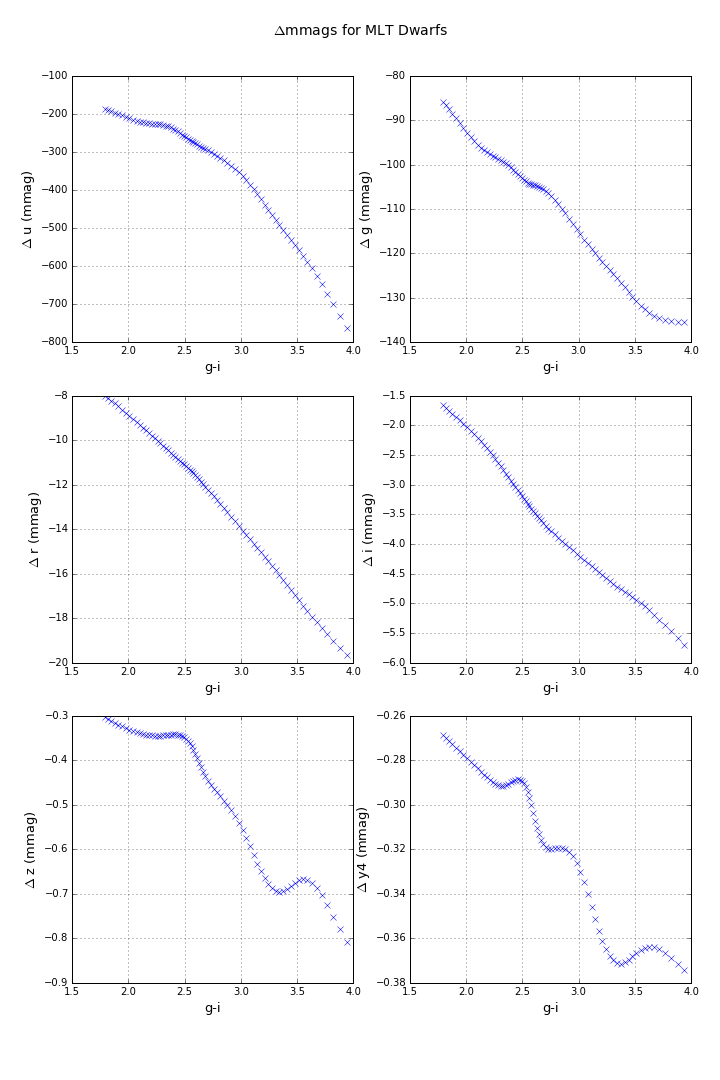 Δmmags for MLT Dwarfs
−100
−200
−300
−400
−500
−600
−700
−800
Δ u (mmag)
1.5 2.0 2.5 3.0 3.5 4.0
g-i
−80
−90
−100
−110
−120
−130
−140
Δ g (mmag)
1.5 2.0 2.5 3.0 3.5 4.0
g-i
−8
−10
−12
−14
−16
−18
−20
Δ r (mmag)
1.5 2.0 2.5 3.0 3.5 4.0
g-i
−1.5
−2.0
−2.5
−3.0
−3.5
−4.0
−4.5
−5.0
−5.5
−6.0
Δ i (mmag)
1.5 2.0 2.5 3.0 3.5 4.0
g-i
−0.3
−0.4
−0.5
−0.6
−0.7
−0.8
−0.9
Δ z (mmag)
1.5 2.0 2.5 3.0 3.5 4.0
g-i
−0.26
−0.28
−0.30
−0.32
−0.34
−0.36
−0.38
Δ y4 (mmag)
1.5 2.0 2.5 3.0 3.5 4.0
g-i